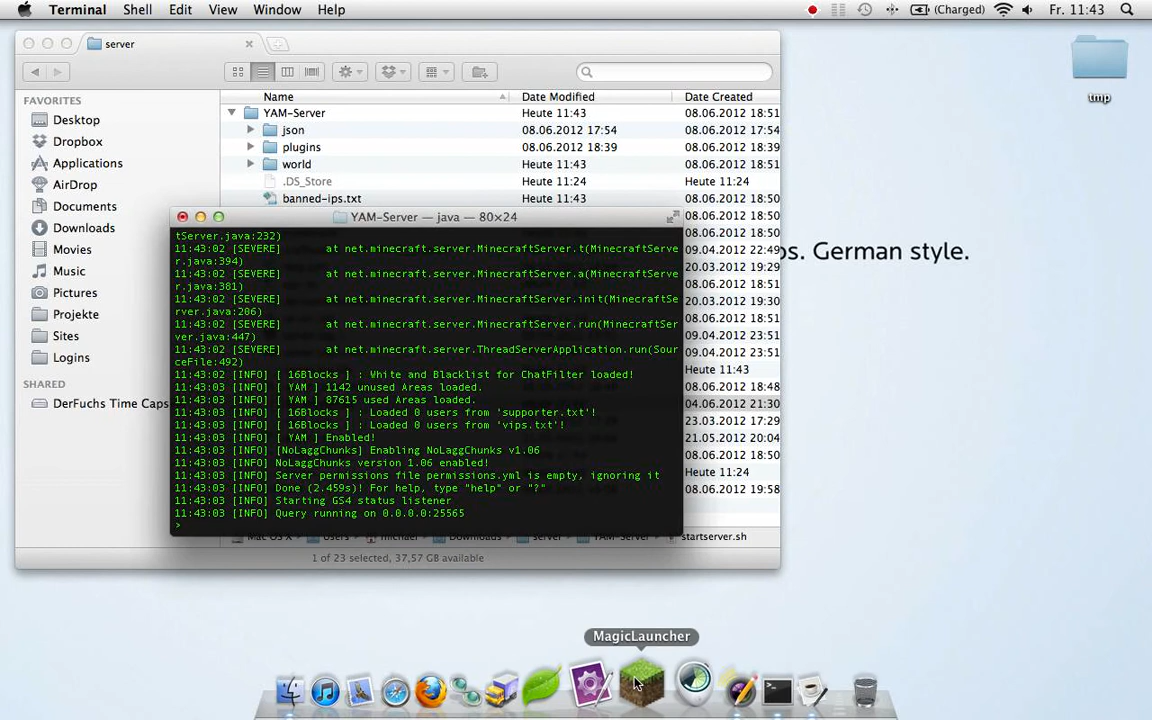 Terminal Shell Edit View Window Help (Charged) Fr. 11:43
server
tmp
Name Date Modified Date Created
FAVORITES
Desktop
Dropbox
Applications
AirDrop
Documents
Downloads
Movies
Music
Pictures
Projekte
Sites
Logins
SHARED
DerFuchs Time Caps
YAM-Server Heute 11:43 08.06.2012 18:51
json 08.06.2012 17:54 08.06.2012 17:54
plugins 08.06.2012 18:39 08.06.2012 18:51
world Heute 11:43 08.06.2012 18:51
.DS_Store Heute 11:24 Heute 11:24
banned-ips.txt Heute 11:43 08.06.2012 18:51
08.06.2012 18:50
08.06.2012 18:50
09.04.2012 22:49
20.03.2012 19:29
08.06.2012 18:51
20.03.2012 19:30
09.04.2012 23:51
09.04.2012 23:51
Heute 11:43
08.06.2012 18:48
04.06.2012 21:30
23.03.2012 17:29
21.05.2012 20:04
08.06.2012 18:50
Heute 11:24
08.06.2012 19:58
ps. German style.
YAM-Server — java — 80×24
tServer.java:232)
11:43:02 [SEVERE]     at net.minecraft.server.MinecraftServer.t(MinecraftServe
r.java:394)
11:43:02 [SEVERE]     at net.minecraft.server.MinecraftServer.a(MinecraftServe
r.java:381)
11:43:02 [SEVERE]     at net.minecraft.server.MinecraftServer.init(MinecraftSe
rver.java:206)
11:43:02 [SEVERE]     at net.minecraft.server.MinecraftServer.run(MinecraftSer
ver.java:447)
11:43:02 [SEVERE]     at net.minecraft.server.ThreadServerApplication.run(Sour
ceFile:492)
11:43:02 [INFO] [ 16Blocks ] : White and Blacklist for ChatFilter loaded!
11:43:03 [INFO] [ YAM ] 1142 unused Areas loaded.
11:43:03 [INFO] [ YAM ] 87615 used Areas loaded.
11:43:03 [INFO] [ 16Blocks ] : Loaded 0 users from 'supporter.txt'!
11:43:03 [INFO] [ 16Blocks ] : Loaded 0 users from 'vips.txt'!
11:43:03 [INFO] [ YAM ] Enabled!
11:43:03 [INFO] [NoLaggChunks] Enabling NoLaggChunks v1.06
11:43:03 [INFO] NoLaggChunks version 1.06 enabled!
11:43:03 [INFO] Server permissions file permissions.yml is empty, ignoring it
11:43:03 [INFO] Done (2.459s)! For help, type "help" or "?"
11:43:03 [INFO] Starting GS4 status listener
11:43:03 [INFO] Query running on 0.0.0.0:25565
>
Mac OS X Users michael Downloads server YAM-Server startserver.sh
1 of 23 selected, 37,57 GB available
MagicLauncher